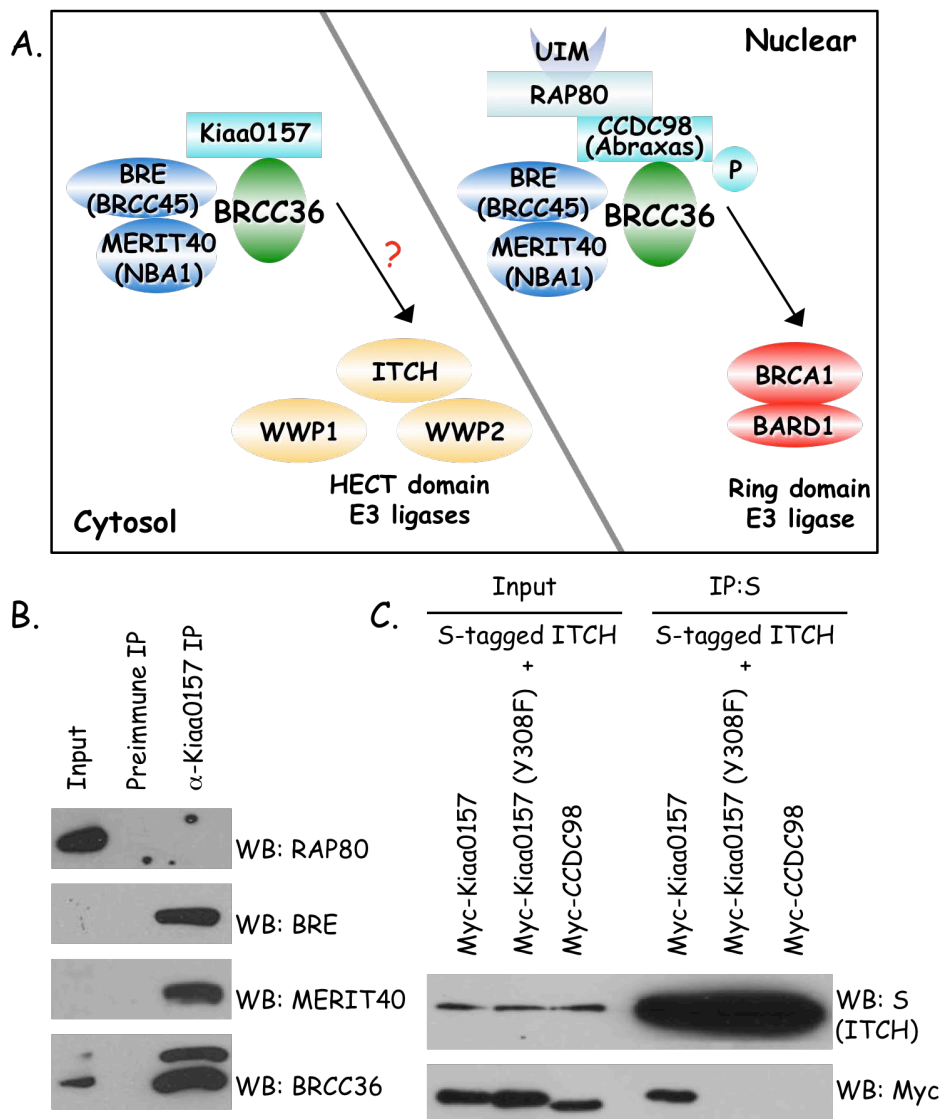 A.
Nuclear
UIM
RAP80
Kiaa0157
CCDC98
(Abraxas)
P
BRE
(BRCC45)
BRCC36
MERIT40
(NBA1)
BRE
(BRCC45)
BRCC36
MERIT40
(NBA1)
?
ITCH
WWP1
WWP2
BRCA1
BARD1
HECT domain
E3 ligases
Ring domain
E3 ligase
Cytosol
B.
Input
Preimmune IP
α-Kiaa0157 IP
WB: RAP80
WB: BRE
WB: MERIT40
WB: BRCC36
C.
Input
IP:S
S-tagged ITCH
+
S-tagged ITCH
+
Myc-Kiaa0157
Myc-Kiaa0157 (Y308F)
Myc-CCDC98
Myc-Kiaa0157
Myc-Kiaa0157 (Y308F)
Myc-CCDC98
WB: S
(ITCH)
WB: Myc